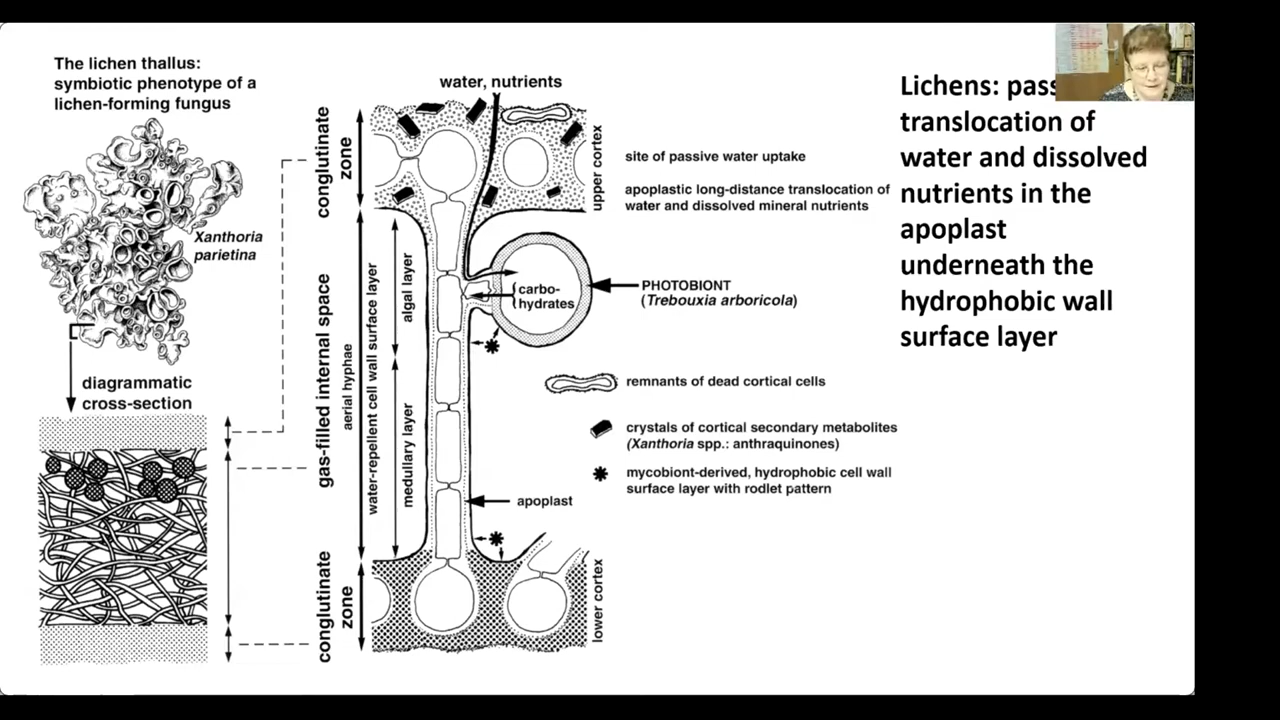 The lichen thallus:
symbiotic phenotype of a
lichen-forming fungus
Xanthoria
parietina
diagrammatic
cross-section
conglutinate
zone
gas-filled internal space
aerial hyphae
water-repellent cell wall surface layer
algal layer
medullary layer
conglutinate
zone
water, nutrients
upper cortex
carbo-
hydrates
apoplast
lower cortex
site of passive water uptake
apoplastic long-distance translocation of
water and dissolved mineral nutrients
PHOTOBIONT
(Trebouxia arboricola)
remnants of dead cortical cells
crystals of cortical secondary metabolites
(Xanthoria spp.: anthraquinones)
mycobiont-derived, hydrophobic cell wall
surface layer with rodlet pattern
Lichens:
translocation of
water and dissolved
nutrients in the
apoplast
underneath the
hydrophobic wall
surface layer